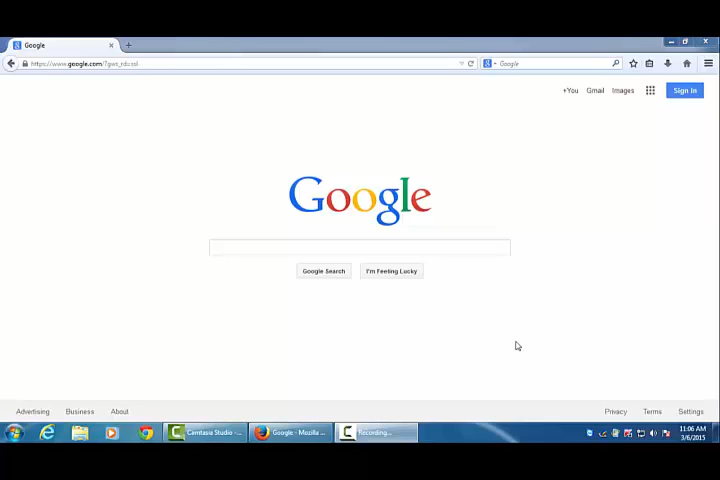 Google
https://www.google.com/?gws_rd=ssl
Google
+You Gmail Images Sign In
Google
Google Search I'm Feeling Lucky
Advertising Business About Privacy Terms Settings
Camtasia Studio -... Google - Mozilla ... Recording...
11:06 AM
3/6/2015